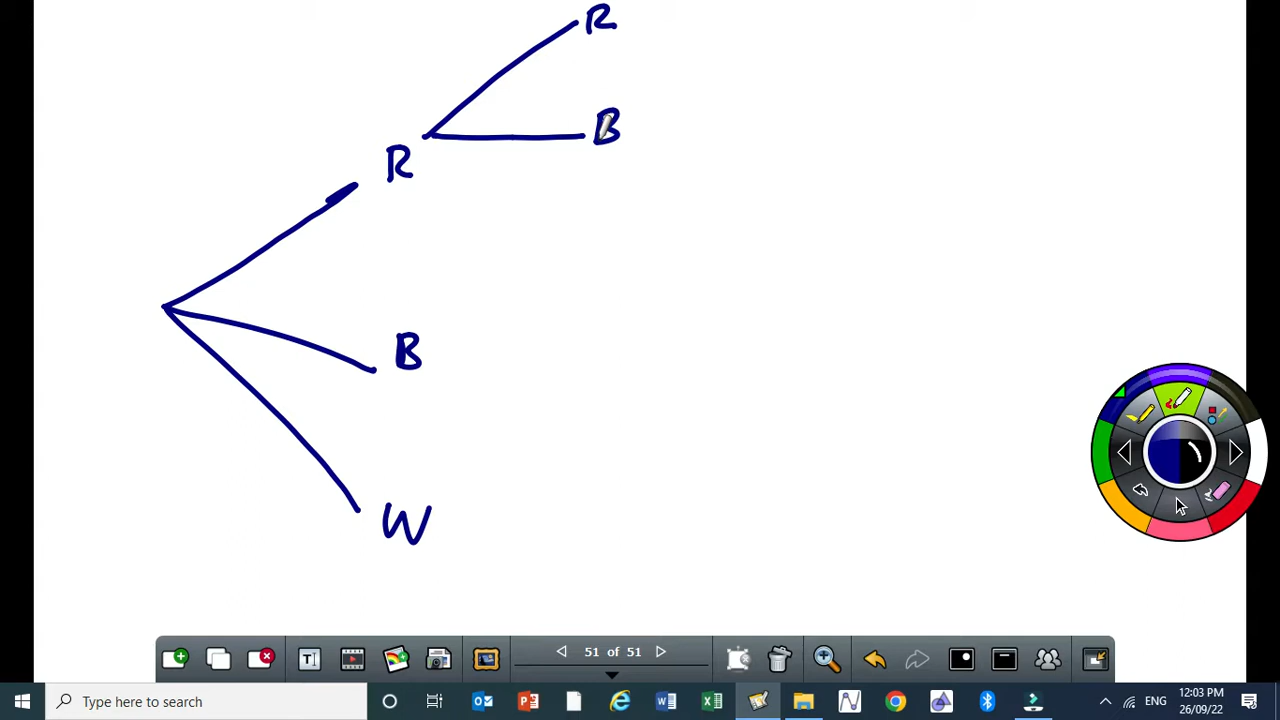 R
B
R
B
W
T
51 of 51
Type here to search
ENG
12:03 PM
26/09/22